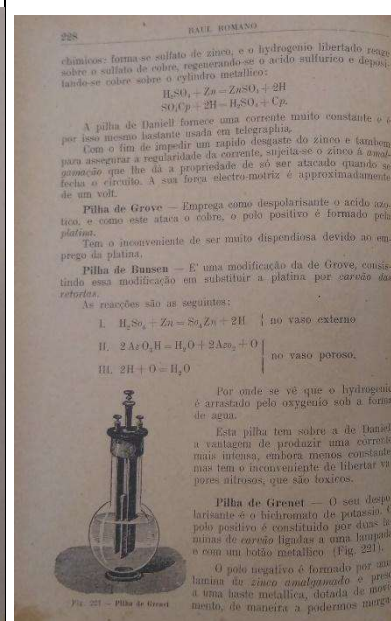 228
RAUL ROMANO
chimicos: forma-se sulfato de zinco, e o hydrogenio libertado reage
sobre o sulfato de cobre, regenerando-se o acido sulfurico e deposi-
tando-se cobre sobre o cylindro metallico:
H₂SO₄ + Zn = ZnSO₄ + 2H
SO₄Cp + 2H = H₂SO₄ + Cp.
A pilha de Daniell fornece uma corrente muito constante e é
por isso mesmo bastante usada em telegraphia.
Com o fim de impedir um rapido desgaste do zinco e tambem
para assegurar a regularidade da corrente, sujeita-se o zinco á amal-
gamação que lhe dá a propriedade de só ser atacado quando se
fecha o circuito. A sua força electro-motriz é approximadamente
de um volt.
Pilha de Grove — Emprega como despolarisante o acido azo-
tico, e como este ataca o cobre, o polo positivo é formado pela
platina.
Tem o inconveniente de ser muito dispendiosa devido ao em-
prego da platina.
Pilha de Bunsen — E' uma modificação da de Grove, consis-
tindo essa modificação em substituir a platina por carvão das
retortas.
As reacções são as seguintes:
I. H₂So₄ + Zn = So₄Zn + 2H } no vaso externo
II. 2AzO₃H = H₂O + 2Azo₂ + O
no vaso poroso.
III. 2H + O = H₂O
Por onde se vê que o hydrogenio
é arrastado pelo oxygenio sob a forma
de agua.
Esta pilha tem sobre a de Daniell
a vantagem de produzir uma corrente
mais intensa, embora menos constante
mas tem o inconveniente de libertar va-
pores nitrosos, que são toxicos.
Pilha de Grenet — O seu despo-
larisante é o bichromato de potassio. O
polo positivo é constituido por duas la-
minas de carvão ligadas a uma
e com um botão metallico (Fig. 221).
O polo negativo é formado por uma
lamina de zinco amalgamado e preso
a uma haste metallica, dotada de movi-
mento, de maneira a podermos
Fig. 221 — Pilha de Grenet